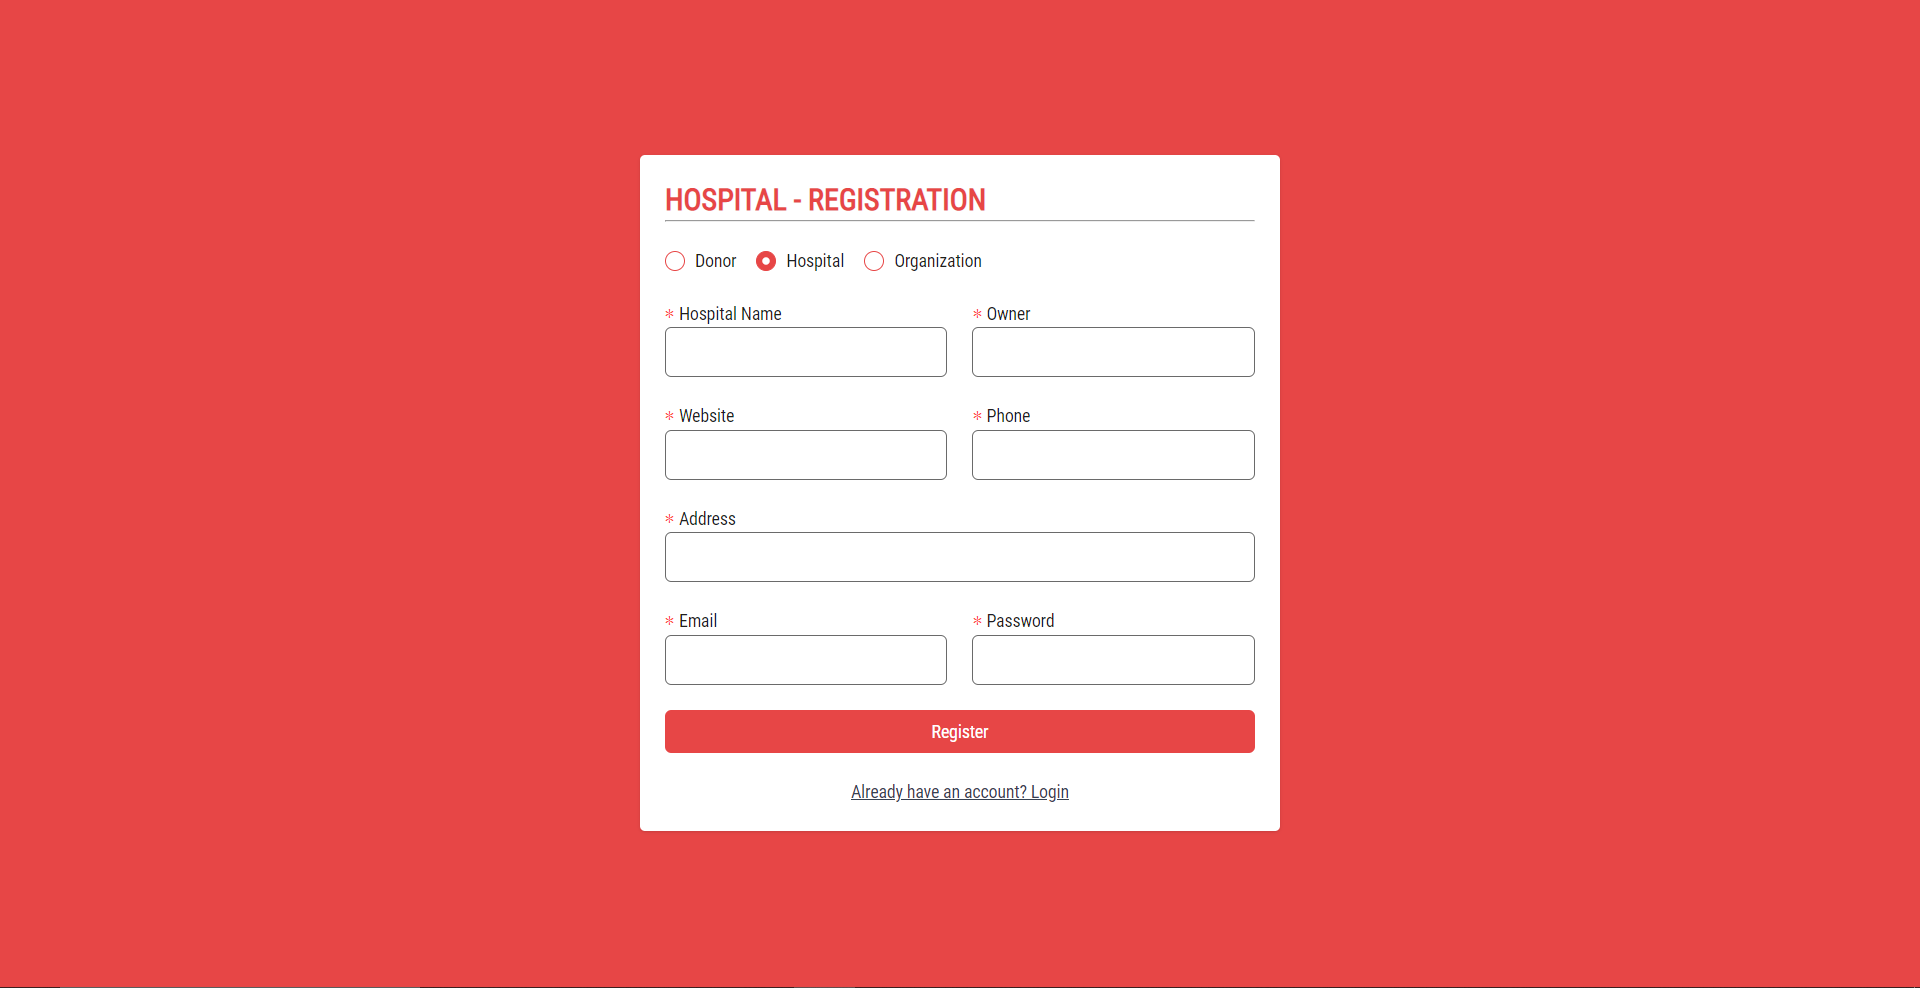 HOSPITAL - REGISTRATION
Donor Hospital Organization
* Hospital Name * Owner
* Website * Phone
* Address
* Email * Password
Register
Already have an account? Login